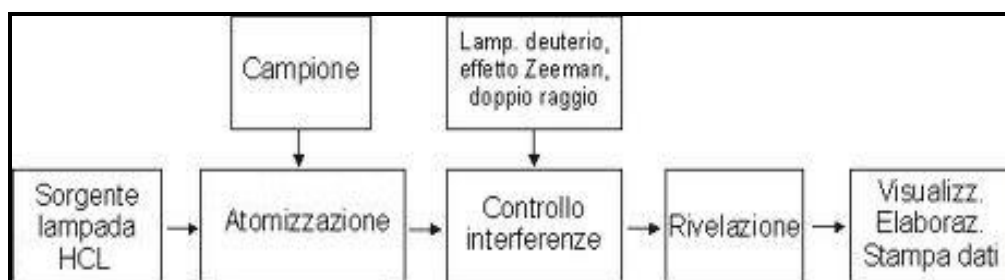 Campione
Lamp. deuterio,
effetto Zeeman,
doppio raggio
Sorgente
lampada
HCL
Atomizzazione
Controllo
interferenze
Rivelazione
Visualizz.
Elaboraz.
Stampa dati